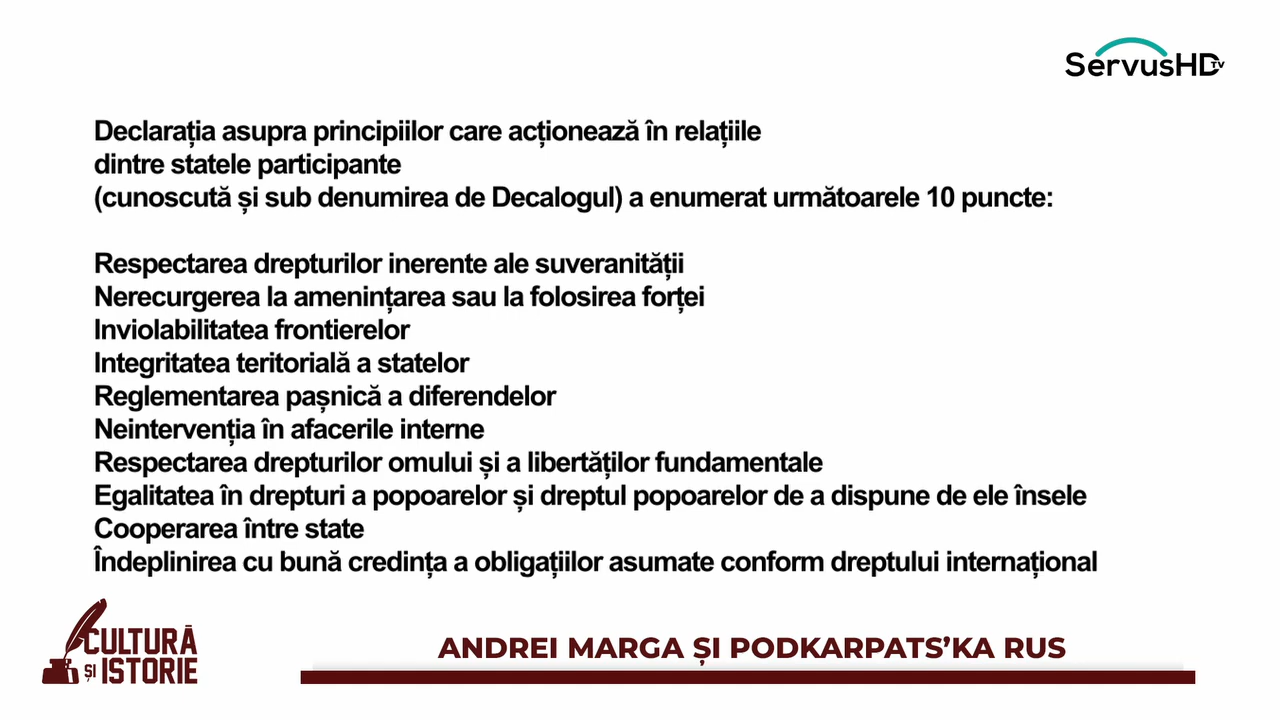 ServusHD TV
Declarația asupra principiilor care acționează în relațiile
dintre statele participante
(cunoscută și sub denumirea de Decalogul) a enumerat următoarele 10 puncte:
Respectarea drepturilor inerente ale suveranității
Nerecurgerea la amenințarea sau la folosirea forței
Inviolabilitatea frontierelor
Integritatea teritorială a statelor
Reglementarea pașnică a diferendelor
Neintervenția în afacerile interne
Respectarea drepturilor omului și a libertăților fundamentale
Egalitatea în drepturi a popoarelor și dreptul popoarelor de a dispune de ele însele
Cooperarea între state
Îndeplinirea cu bună credința a obligațiilor asumate conform dreptului internațional
CULTURĂ
ȘI ISTORIE
ANDREI MARGA ȘI PODKARPATS’KA RUS